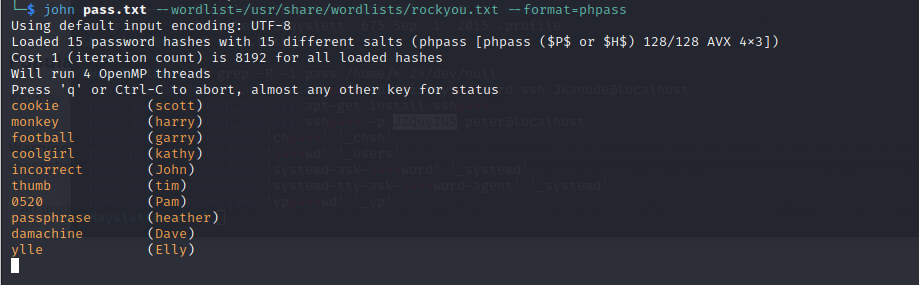 └─$ john pass.txt --wordlist=/usr/share/wordlists/rockyou.txt --format=phpass
Using default input encoding: UTF-8
Loaded 15 password hashes with 15 different salts (phpass [phpass ($P$ or $H$) 128/128 AVX 4×3])
Cost 1 (iteration count) is 8192 for all loaded hashes
Will run 4 OpenMP threads
Press 'q' or Ctrl-C to abort, almost any other key for status
cookie (scott)
monkey (harry)
football (garry)
coolgirl (kathy)
incorrect (John)
thumb (tim)
0520 (Pam)
passphrase (heather)
damachine (Dave)
ylle (Elly)